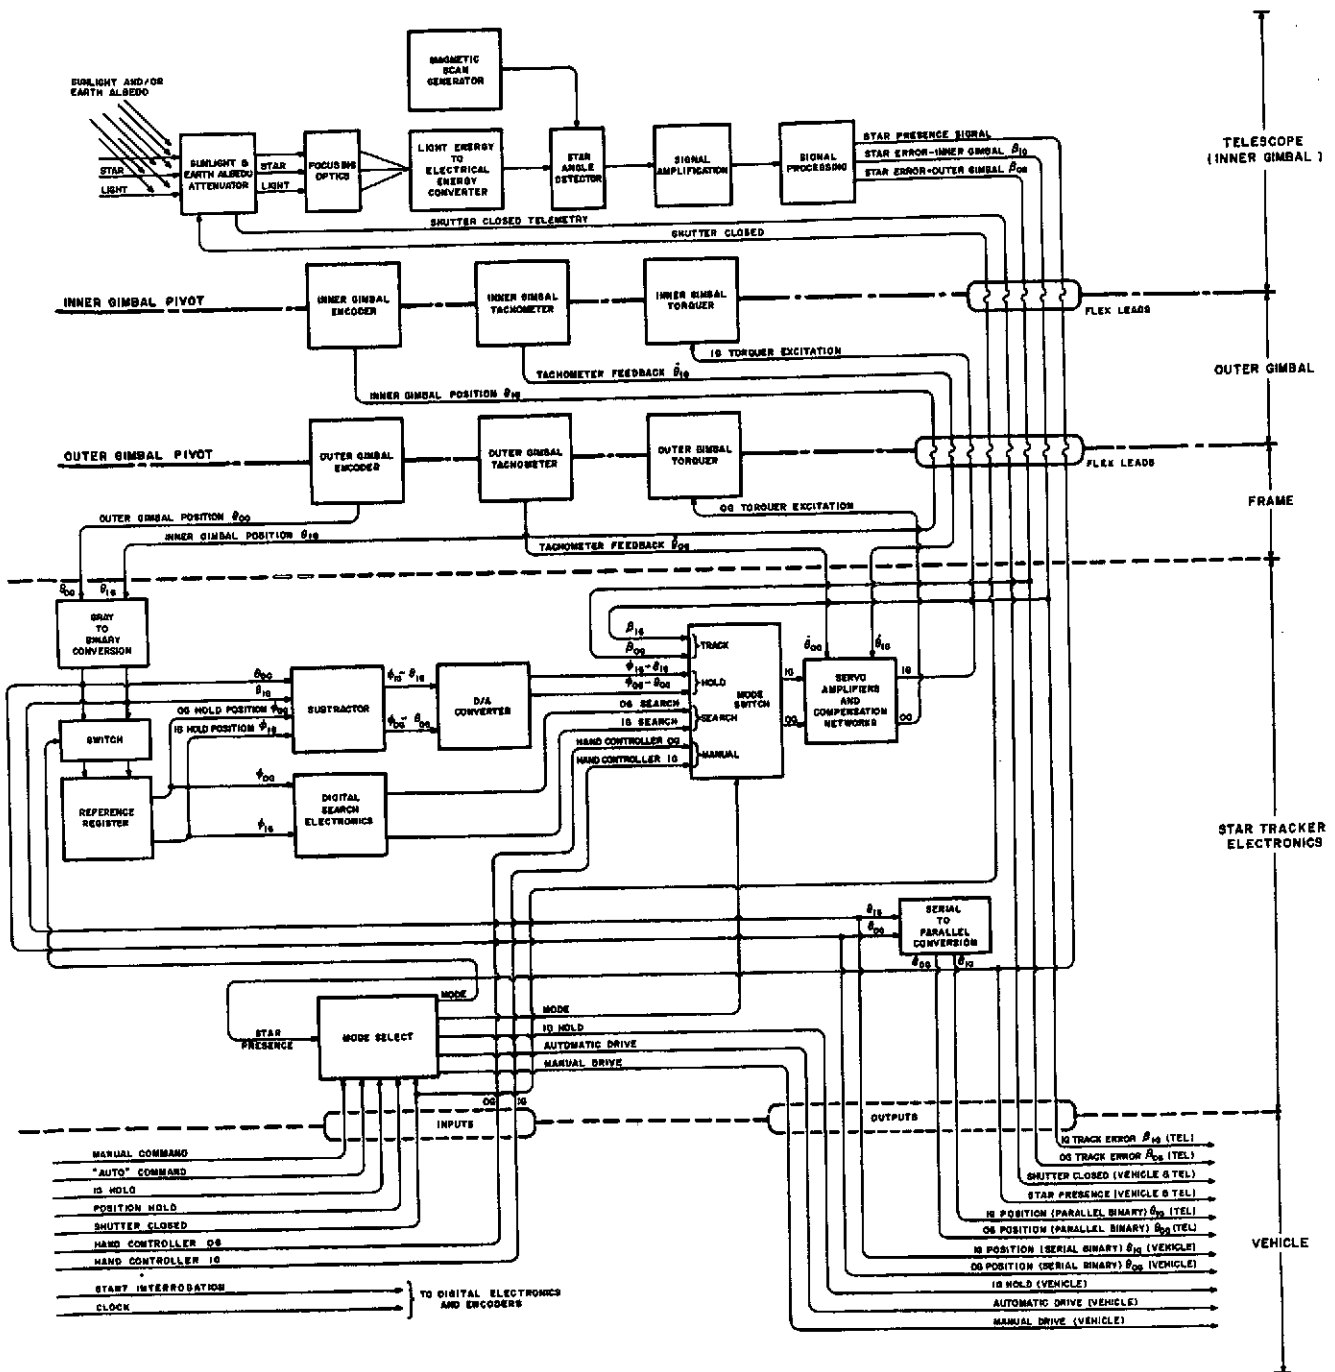 SUNLIGHT AND/OR
EARTH ALBEDO
MAGNETIC
SCAN
GENERATOR
STAR
LIGHT
SUNLIGHT &
EARTH ALBEDO
ATTENUATOR
STAR
LIGHT
FOCUSING
OPTICS
LIGHT ENERGY
TO
ELECTRICAL
ENERGY
CONVERTER
STAR
ANGLE
DETECTOR
SIGNAL
AMPLIFICATION
SIGNAL
PROCESSING
STAR PRESENCE SIGNAL
STAR ERROR-INNER GIMBAL β_IG
STAR ERROR-OUTER GIMBAL β_OG
TELESCOPE
(INNER GIMBAL)
SHUTTER CLOSED TELEMETRY
SHUTTER CLOSED
INNER GIMBAL PIVOT
INNER GIMBAL
ENCODER
INNER GIMBAL
TACHOMETER
INNER GIMBAL
TORQUER
FLEX LEADS
IG TORQUER EXCITATION
TACHOMETER FEEDBACK θ̇_IG
INNER GIMBAL POSITION θ_IG
OUTER GIMBAL
OUTER GIMBAL PIVOT
OUTER GIMBAL
ENCODER
OUTER GIMBAL
TACHOMETER
OUTER GIMBAL
TORQUER
FLEX LEADS
FRAME
OUTER GIMBAL POSITION θ_OG
INNER GIMBAL POSITION θ_IG
OG TORQUER EXCITATION
TACHOMETER FEEDBACK θ̇_OG
θ_OG θ_IG
GRAY
TO
BINARY
CONVERSION
SWITCH
REFERENCE
REGISTER
θ_OG
θ_IG
OG HOLD POSITION ϕ_OG
IG HOLD POSITION ϕ_IG
SUBTRACTOR
ϕ_IG-θ_IG
ϕ_OG-θ_OG
D/A
CONVERTER
ϕ_OG
ϕ_IG
DIGITAL
SEARCH
ELECTRONICS
β_IG
β_OG
ϕ_IG-θ_IG
ϕ_OG-θ_OG
OG SEARCH
IG SEARCH
HAND CONTROLLER OG
HAND CONTROLLER IG
TRACK
HOLD
SEARCH
MANUAL
MODE
SWITCH
IG
OG
θ̇_OG
θ̇_IG
SERVO
AMPLIFIERS
AND
COMPENSATION
NETWORKS
IG
OG
STAR TRACKER
ELECTRONICS
θ_IG
θ_OG
SERIAL
TO
PARALLEL
CONVERSION
θ_OG θ_IG
STAR
PRESENCE
MODE SELECT
MODE
MODE
IG HOLD
AUTOMATIC DRIVE
MANUAL DRIVE
OG IG
INPUTS
OUTPUTS
MANUAL COMMAND
"AUTO" COMMAND
IG HOLD
POSITION HOLD
SHUTTER CLOSED
HAND CONTROLLER OG
HAND CONTROLLER IG
START INTERROGATION
CLOCK
TO DIGITAL ELECTRONICS
AND ENCODERS
IG TRACK ERROR β_IG (TEL)
OG TRACK ERROR β_OG (TEL)
SHUTTER CLOSED (VEHICLE & TEL)
STAR PRESENCE (VEHICLE & TEL)
IG POSITION (PARALLEL BINARY) θ_IG (TEL)
OG POSITION (PARALLEL BINARY) θ_OG (TEL)
IG POSITION (SERIAL BINARY) θ_IG (VEHICLE)
OG POSITION (SERIAL BINARY) θ_OG (VEHICLE)
IG HOLD (VEHICLE)
AUTOMATIC DRIVE (VEHICLE)
MANUAL DRIVE (VEHICLE)
VEHICLE